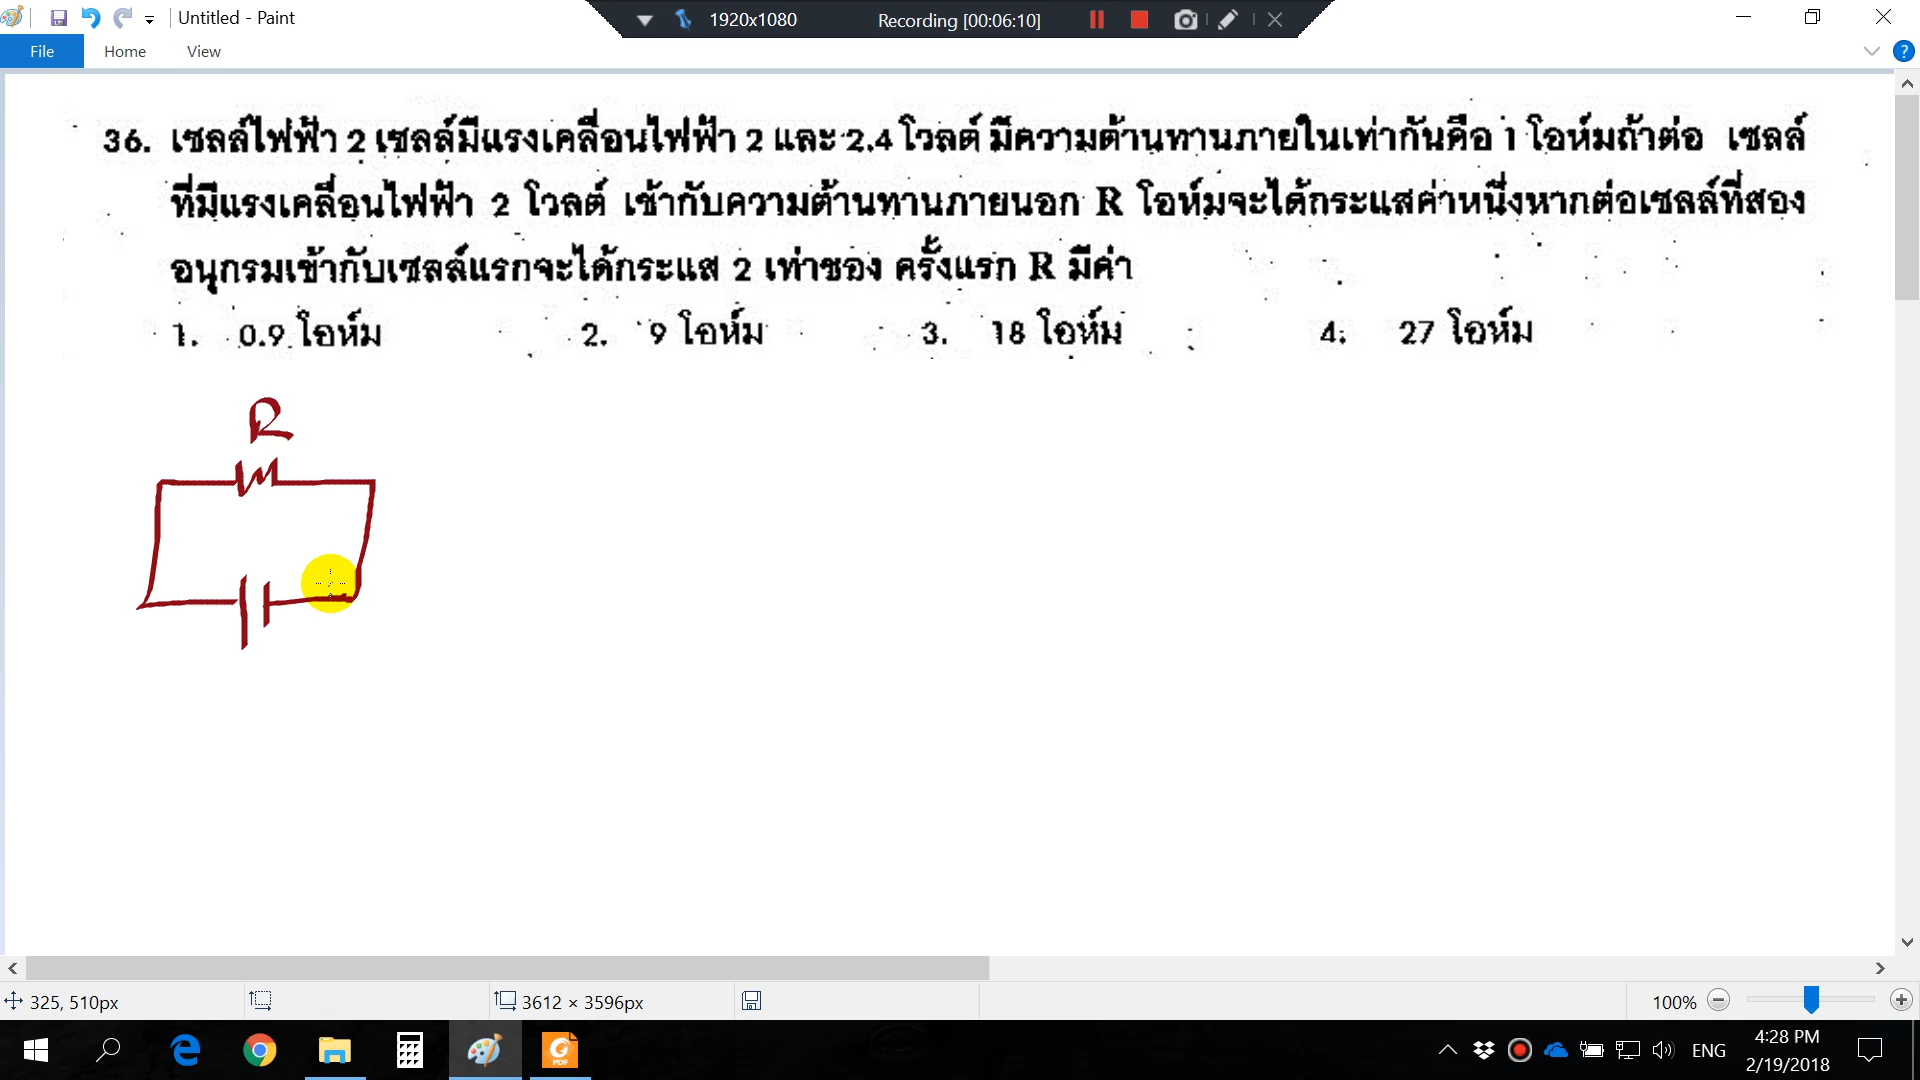 Untitled - Paint
1920x1080
Recording [00:06:10]
File Home View
36. เซลล์ไฟฟ้า 2 เซลล์มีแรงเคลื่อนไฟฟ้า 2 และ 2.4 โวลต์ มีความต้านทานภายในเท่ากันคือ 1 โอห์มถ้าต่อ เซลล์
ที่มีแรงเคลื่อนไฟฟ้า 2 โวลต์ เข้ากับความต้านทานภายนอก R โอห์มจะได้กระแสค่าหนึ่งหากต่อเซลล์ที่สอง
อนุกรมเข้ากับเซลล์แรกจะได้กระแส 2 เท่าของ ครั้งแรก R มีค่า
1. 0.9 โอห์ม 2. 9 โอห์ม 3. 18 โอห์ม 4. 27 โอห์ม
R
325, 510px
3612 × 3596px
100%
PDF
ENG
4:28 PM
2/19/2018